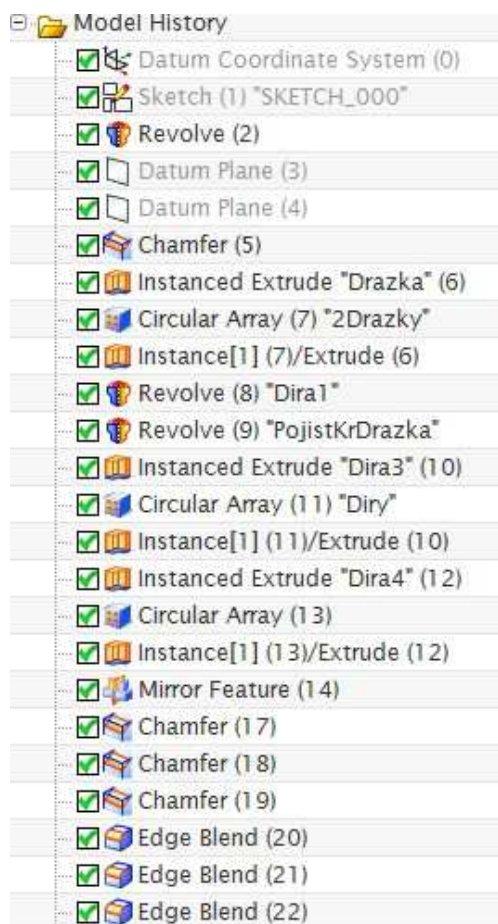 Model History
Datum Coordinate System (0)
Sketch (1) "SKETCH_000"
Revolve (2)
Datum Plane (3)
Datum Plane (4)
Chamfer (5)
Instanced Extrude "Drazka" (6)
Circular Array (7) "2Drazky"
Instance[1] (7)/Extrude (6)
Revolve (8) "Dira1"
Revolve (9) "PojistKrDrazka"
Instanced Extrude "Dira3" (10)
Circular Array (11) "Diry"
Instance[1] (11)/Extrude (10)
Instanced Extrude "Dira4" (12)
Circular Array (13)
Instance[1] (13)/Extrude (12)
Mirror Feature (14)
Chamfer (17)
Chamfer (18)
Chamfer (19)
Edge Blend (20)
Edge Blend (21)
Edge Blend (22)